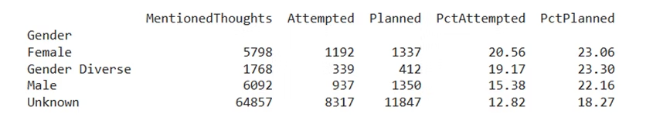 MentionedThoughts Attempted Planned PctAttempted PctPlanned
Gender
Female 5798 1192 1337 20.56 23.06
Gender Diverse 1768 339 412 19.17 23.30
Male 6092 937 1350 15.38 22.16
Unknown 64857 8317 11847 12.82 18.27